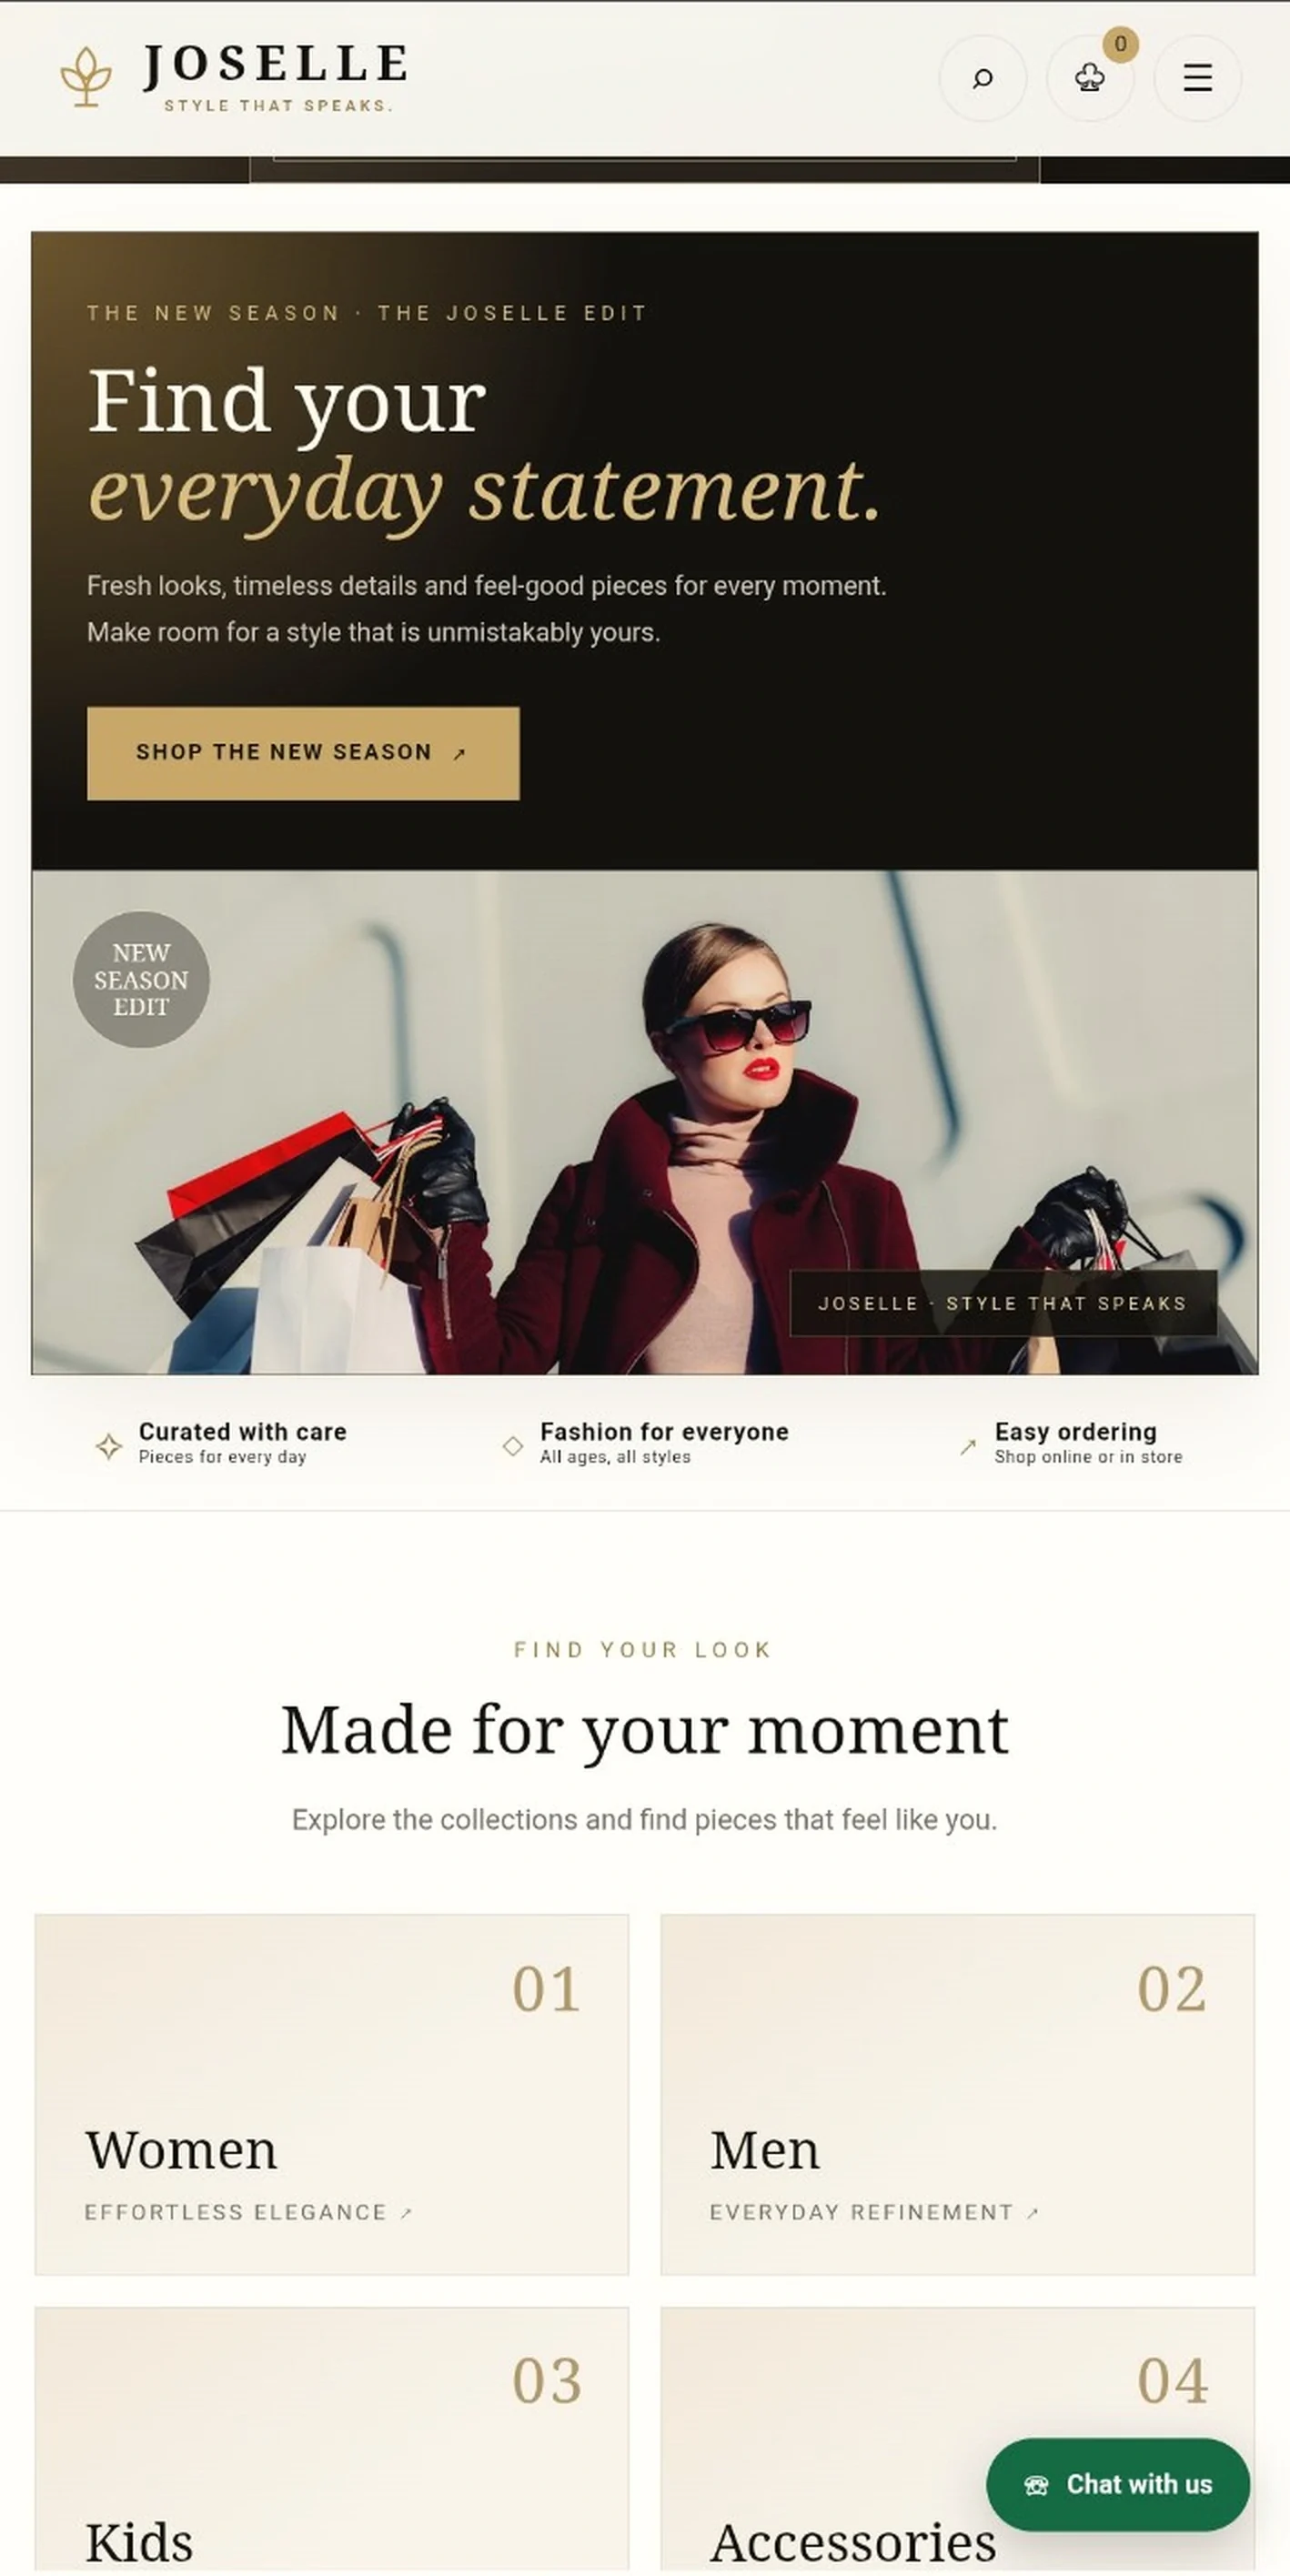 JOSELLE
STYLE THAT SPEAKS.
0
THE NEW SEASON · THE JOSELLE EDIT
Find your
everyday statement.
Fresh looks, timeless details and feel-good pieces for every moment.
Make room for a style that is unmistakably yours.
SHOP THE NEW SEASON ↗
NEW
SEASON
EDIT
JOSELLE · STYLE THAT SPEAKS
Curated with care
Pieces for every day
Fashion for everyone
All ages, all styles
Easy ordering
Shop online or in store
FIND YOUR LOOK
Made for your moment
Explore the collections and find pieces that feel like you.
01
Women
EFFORTLESS ELEGANCE ↗
02
Men
EVERYDAY REFINEMENT ↗
03
Kids
04
Accessories
Chat with us